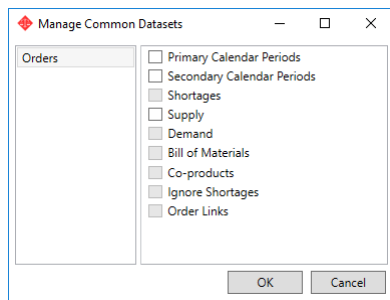 Manage Common Datasets
Orders
Primary Calendar Periods
Secondary Calendar Periods
Shortages
Supply
Demand
Bill of Materials
Co-products
Ignore Shortages
Order Links
OK
Cancel